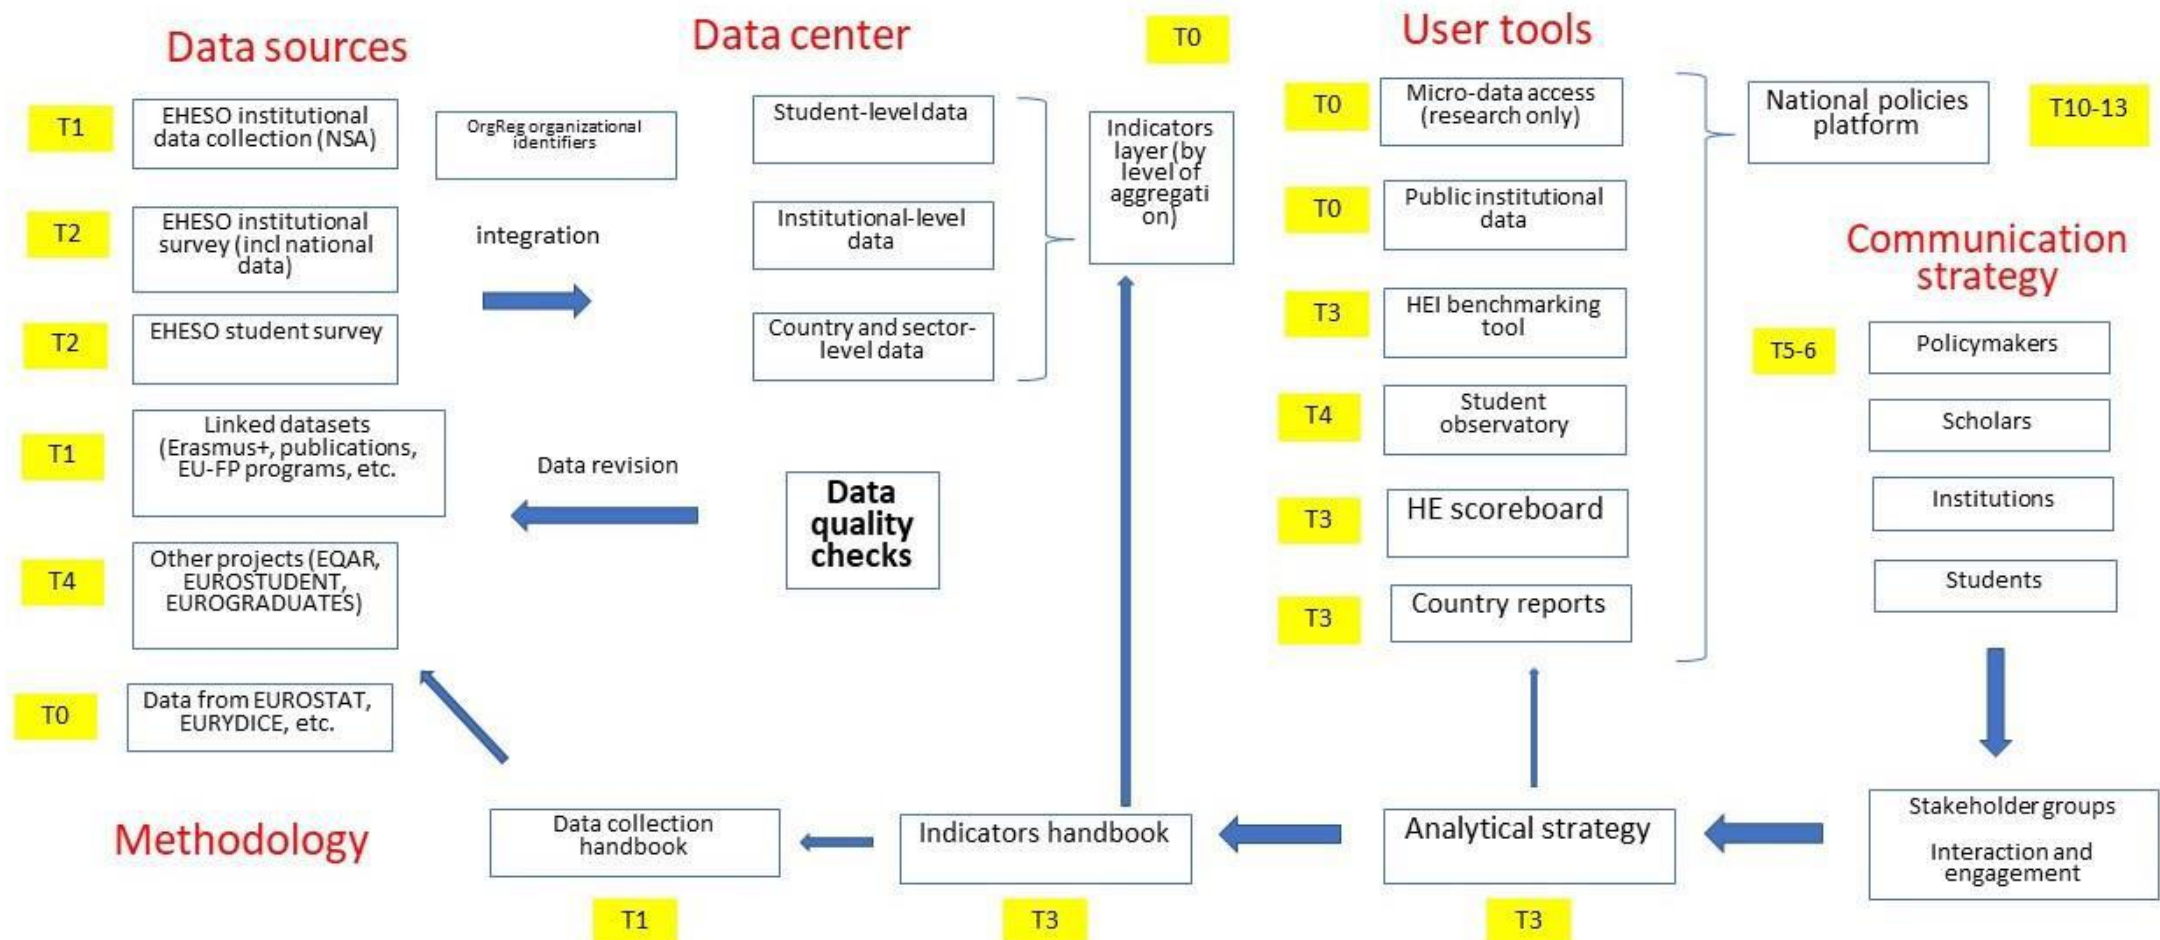 Data sources
T1
EHESO institutional
data collection (NSA)
T2
EHESO institutional
survey (incl national
data)
T2
EHESO student survey
T1
Linked datasets
(Erasmus+, publications,
EU-FP programs, etc.
T4
Other projects (EQAR,
EUROSTUDENT,
EUROGRADUATES)
T0
Data from EUROSTAT,
EURYDICE, etc.
OrgReg organizational
identifiers
integration
Data revision
Data center
Student-level data
Institutional-level
data
Country and sector-
level data
Data
quality
checks
T0
Indicators
layer (by
level of
aggregati
on)
User tools
T0
Micro-data access
(research only)
T0
Public institutional
data
T3
HEI benchmarking
tool
T4
Student
observatory
T3
HE scoreboard
T3
Country reports
National policies
platform
T10-13
Communication
strategy
T5-6
Policymakers
Scholars
Institutions
Students
Stakeholder groups
Interaction and
engagement
Methodology
Data collection
handbook
T1
Indicators handbook
T3
Analytical strategy
T3